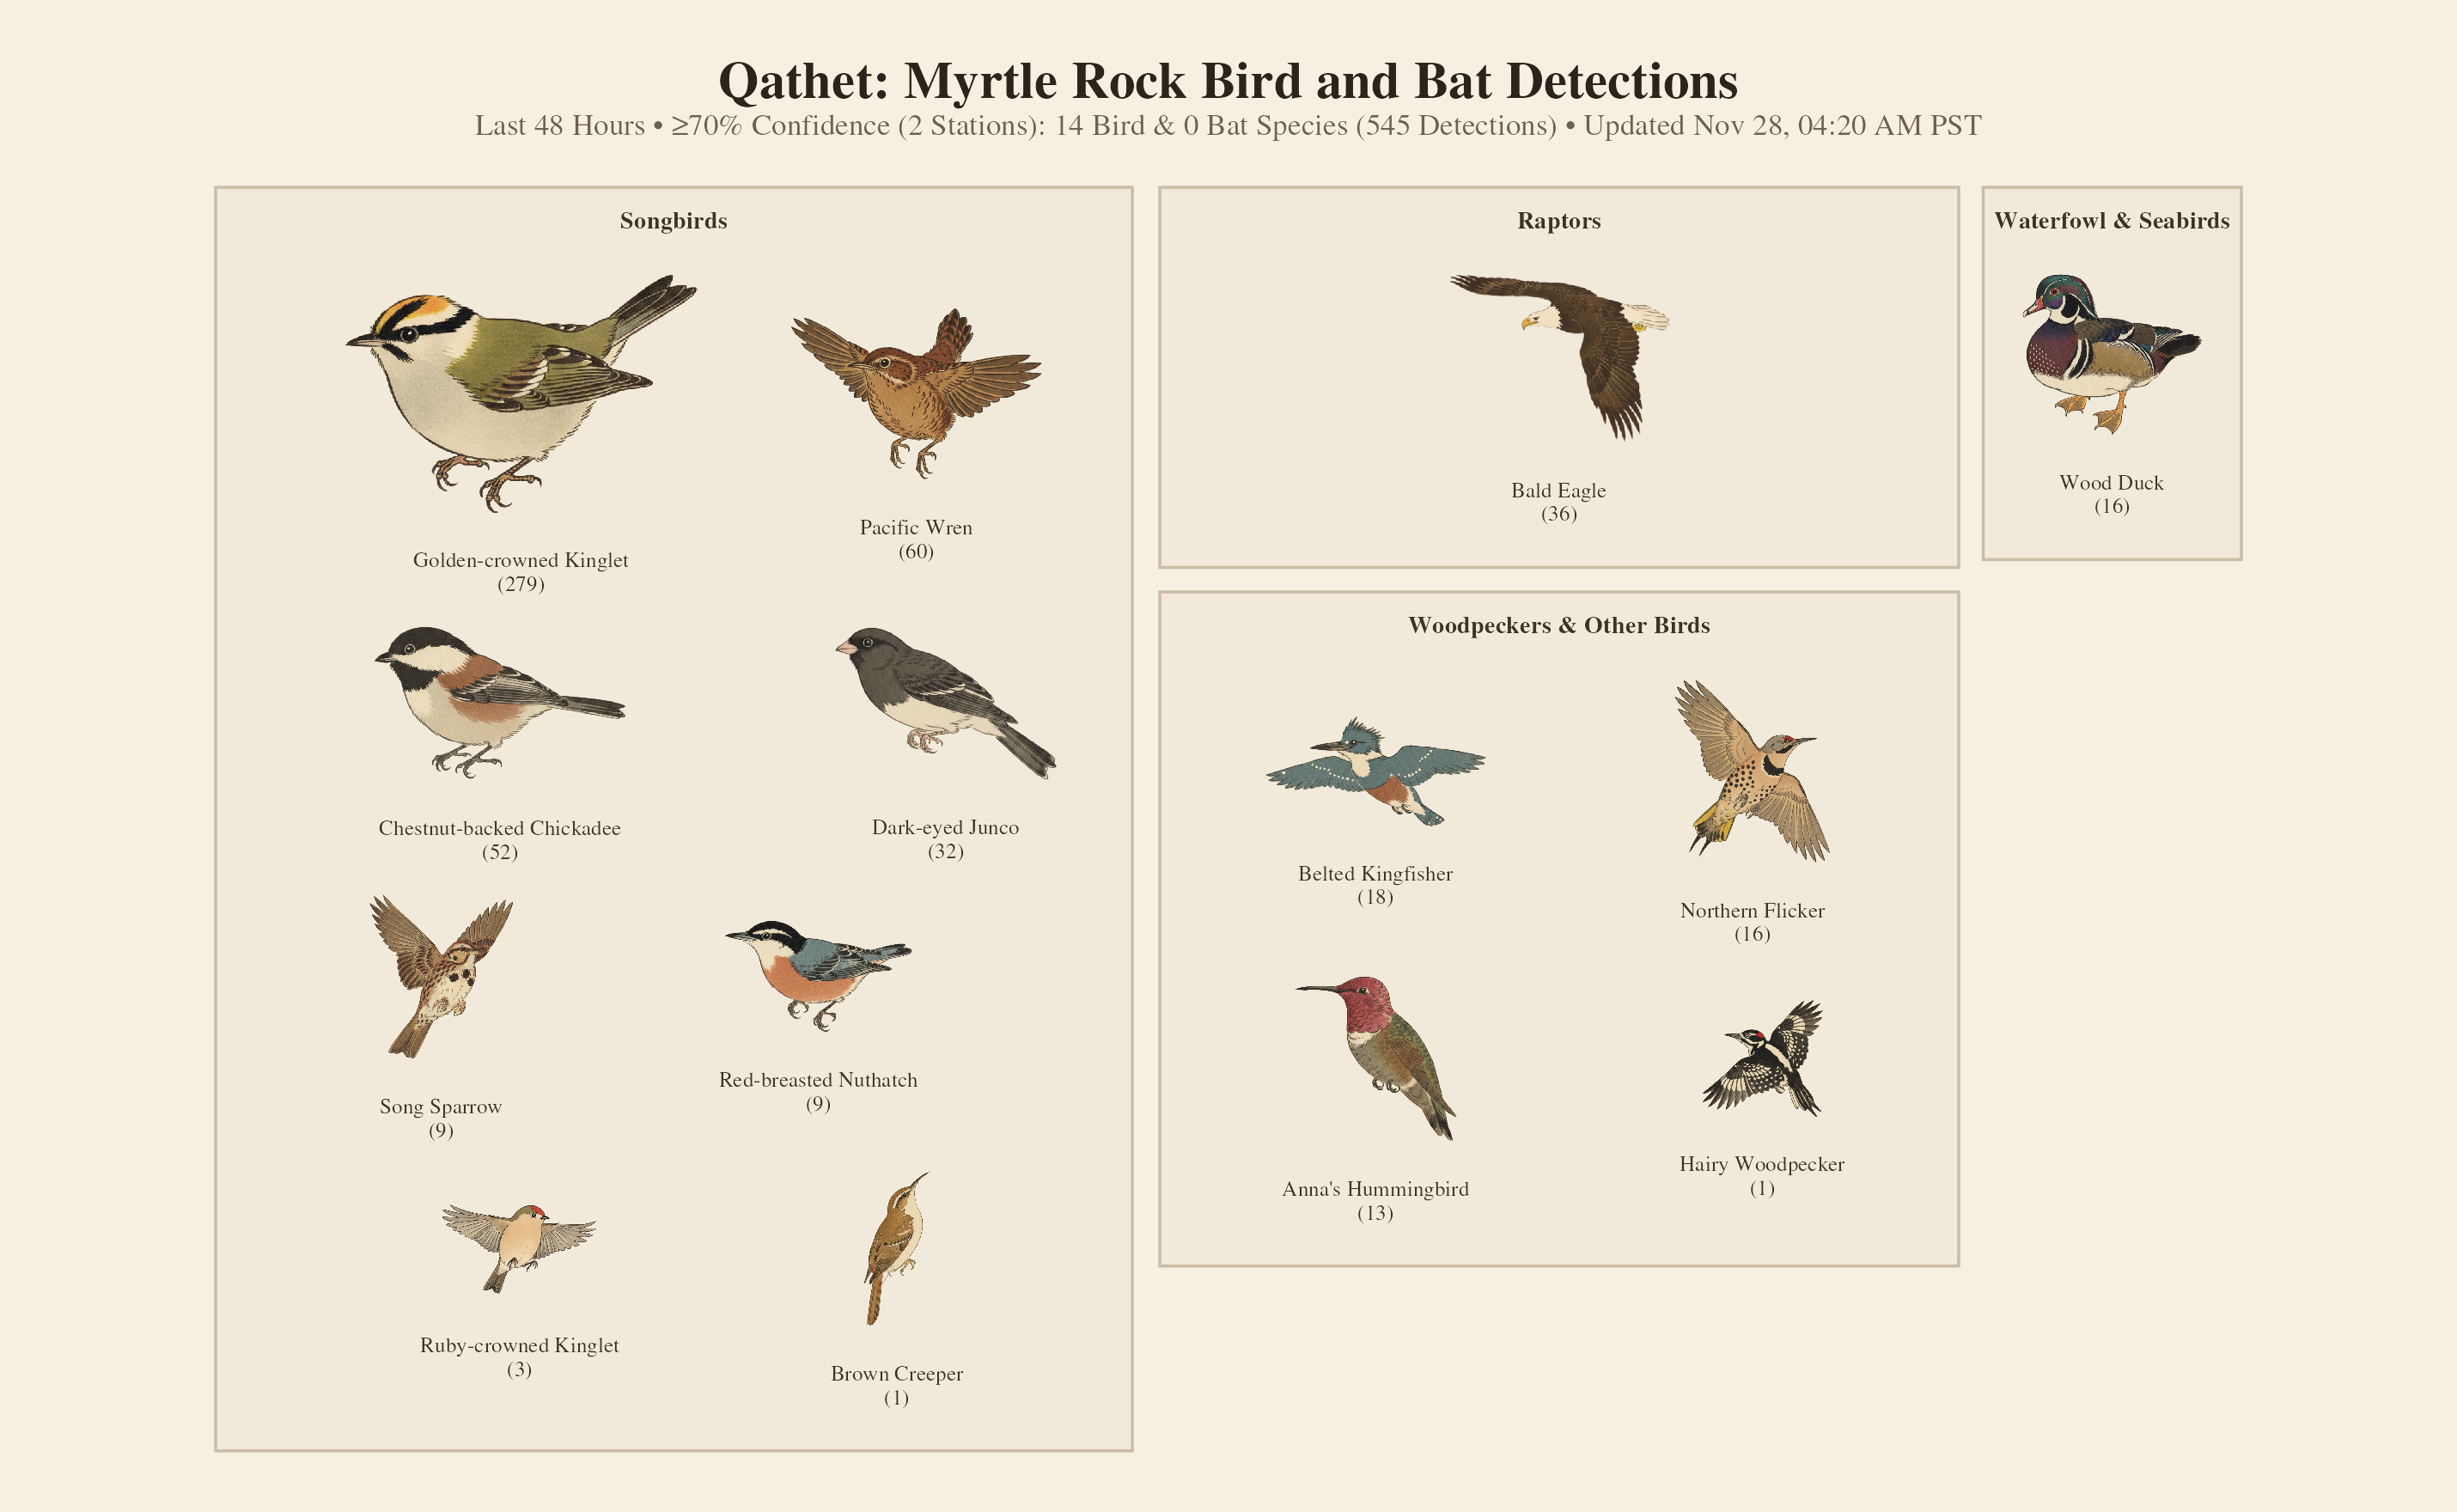 Qathet: Myrtle Rock Bird and Bat Detections
Last 48 Hours • ≥70% Confidence (2 Stations): 14 Bird & 0 Bat Species (545 Detections) • Updated Nov 28, 04:20 AM PST
Songbirds
Golden-crowned Kinglet
(279)
Pacific Wren
(60)
Chestnut-backed Chickadee
(52)
Dark-eyed Junco
(32)
Song Sparrow
(9)
Red-breasted Nuthatch
(9)
Ruby-crowned Kinglet
(3)
Brown Creeper
(1)
Raptors
Bald Eagle
(36)
Woodpeckers & Other Birds
Belted Kingfisher
(18)
Northern Flicker
(16)
Anna's Hummingbird
(13)
Hairy Woodpecker
(1)
Waterfowl & Seabirds
Wood Duck
(16)